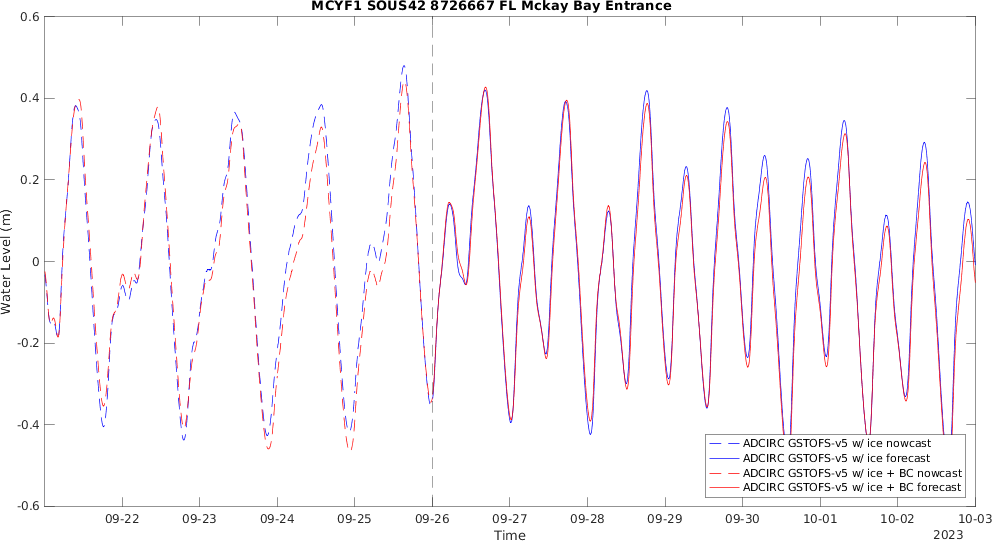 MCYF1 SOUS42 8726667 FL Mckay Bay Entrance
0.6
0.4
0.2
0
-0.2
-0.4
-0.6
Water Level (m)
ADCIRC GSTOFS-v5 w/ ice nowcast
ADCIRC GSTOFS-v5 w/ ice forecast
ADCIRC GSTOFS-v5 w/ ice + BC nowcast
ADCIRC GSTOFS-v5 w/ ice + BC forecast
09-22 09-23 09-24 09-25 09-26 09-27 09-28 09-29 09-30 10-01 10-02 10-03
Time
2023